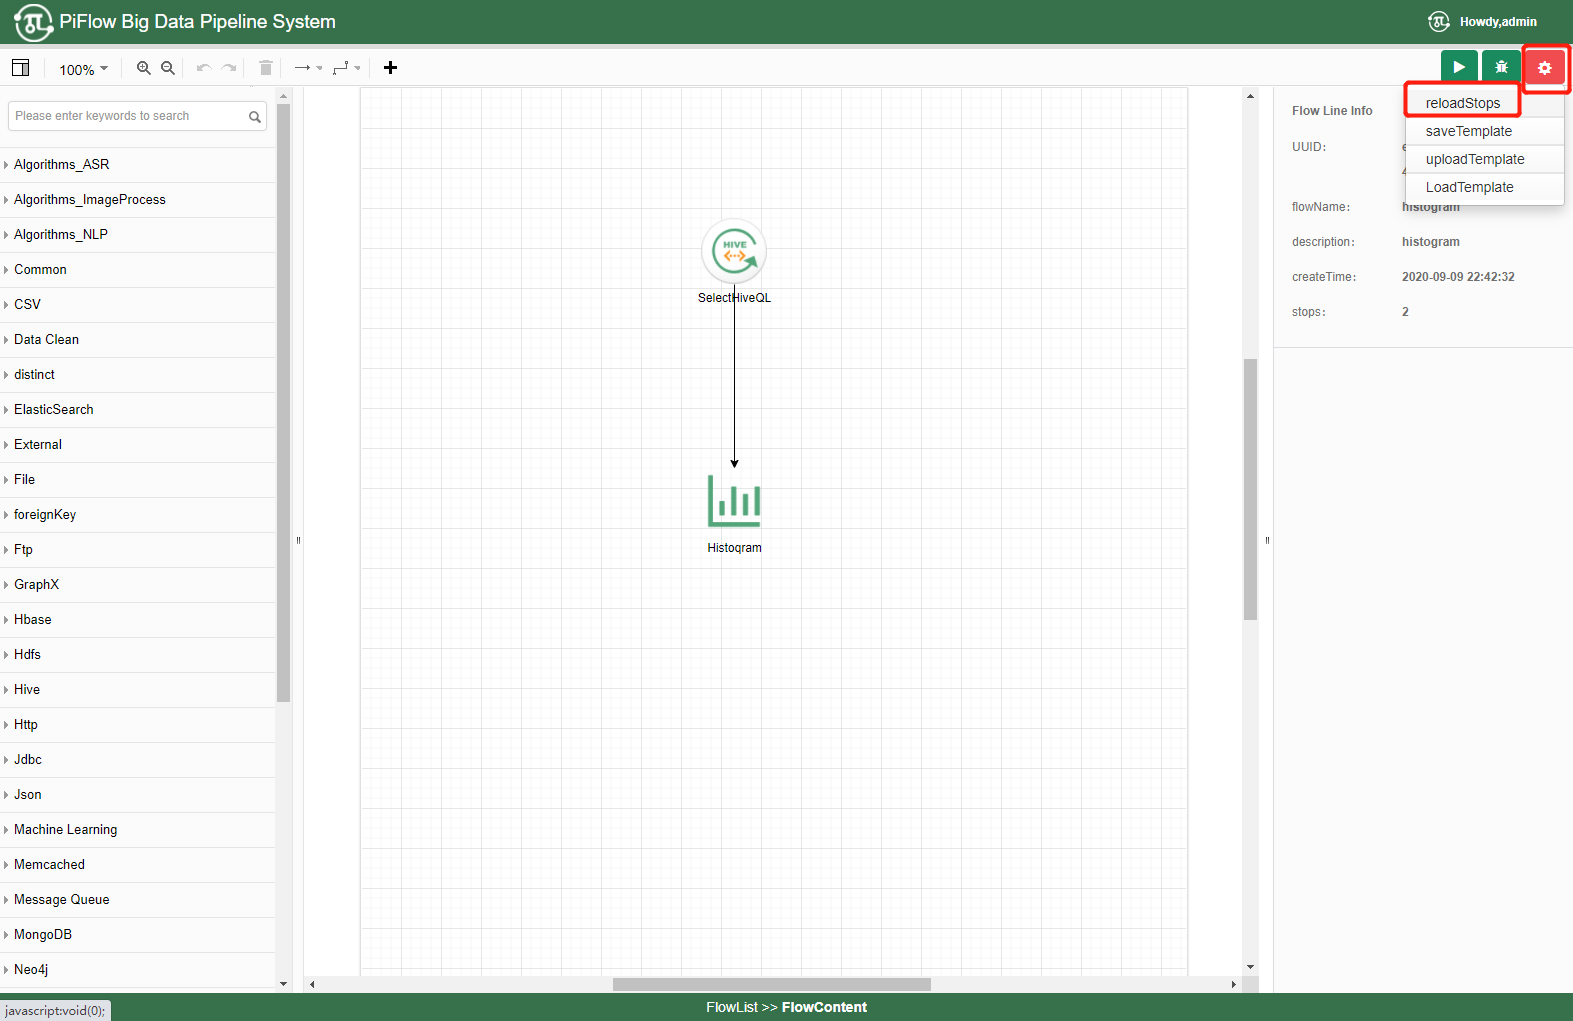 PiFlow Big Data Pipeline System
Howdy,admin
100%
Please enter keywords to search
Algorithms_ASR
Algorithms_ImageProcess
Algorithms_NLP
Common
CSV
Data Clean
distinct
ElasticSearch
External
File
foreignKey
Ftp
GraphX
Hbase
Hdfs
Hive
Http
Jdbc
Json
Machine Learning
Memcached
Message Queue
MongoDB
Neo4j
HIVE
SelectHiveQL
Histogram
reloadStops
saveTemplate
uploadTemplate
LoadTemplate
Flow Line Info
UUID:
flowName: histogram
description: histogram
createTime: 2020-09-09 22:42:32
stops: 2
FlowList >> FlowContent
javascript:void(0);